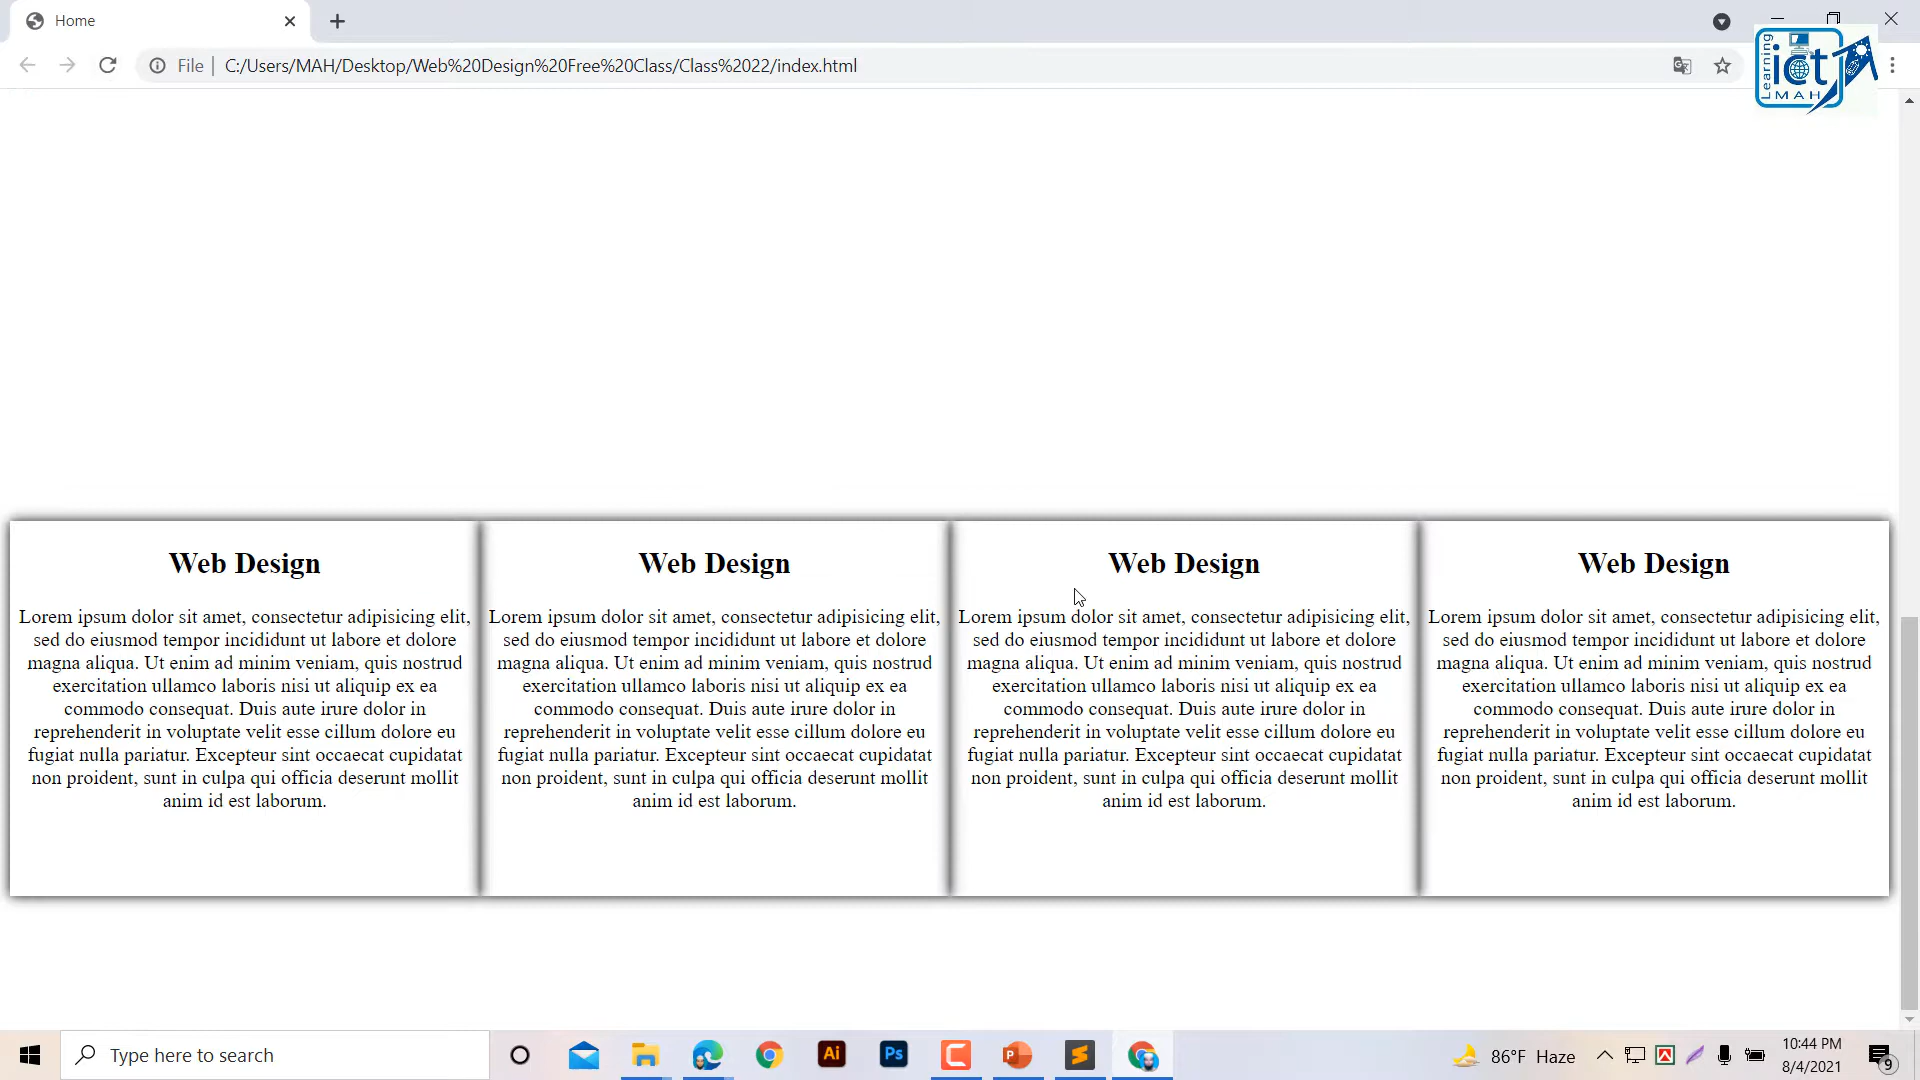 Home
File
C:/Users/MAH/Desktop/Web%20Design%20Free%20Class/Class%2022/index.html
Learning
ict
MAH
Web Design
Lorem ipsum dolor sit amet, consectetur adipisicing elit,
sed do eiusmod tempor incididunt ut labore et dolore
magna aliqua. Ut enim ad minim veniam, quis nostrud
exercitation ullamco laboris nisi ut aliquip ex ea
commodo consequat. Duis aute irure dolor in
reprehenderit in voluptate velit esse cillum dolore eu
fugiat nulla pariatur. Excepteur sint occaecat cupidatat
non proident, sunt in culpa qui officia deserunt mollit
anim id est laborum.
Web Design
Lorem ipsum dolor sit amet, consectetur adipisicing elit,
sed do eiusmod tempor incididunt ut labore et dolore
magna aliqua. Ut enim ad minim veniam, quis nostrud
exercitation ullamco laboris nisi ut aliquip ex ea
commodo consequat. Duis aute irure dolor in
reprehenderit in voluptate velit esse cillum dolore eu
fugiat nulla pariatur. Excepteur sint occaecat cupidatat
non proident, sunt in culpa qui officia deserunt mollit
anim id est laborum.
Web Design
Lorem ipsum dolor sit amet, consectetur adipisicing elit,
sed do eiusmod tempor incididunt ut labore et dolore
magna aliqua. Ut enim ad minim veniam, quis nostrud
exercitation ullamco laboris nisi ut aliquip ex ea
commodo consequat. Duis aute irure dolor in
reprehenderit in voluptate velit esse cillum dolore eu
fugiat nulla pariatur. Excepteur sint occaecat cupidatat
non proident, sunt in culpa qui officia deserunt mollit
anim id est laborum.
Web Design
Lorem ipsum dolor sit amet, consectetur adipisicing elit,
sed do eiusmod tempor incididunt ut labore et dolore
magna aliqua. Ut enim ad minim veniam, quis nostrud
exercitation ullamco laboris nisi ut aliquip ex ea
commodo consequat. Duis aute irure dolor in
reprehenderit in voluptate velit esse cillum dolore eu
fugiat nulla pariatur. Excepteur sint occaecat cupidatat
non proident, sunt in culpa qui officia deserunt mollit
anim id est laborum.
Type here to search
Ai
Ps
86°F Haze
10:44 PM
8/4/2021
9